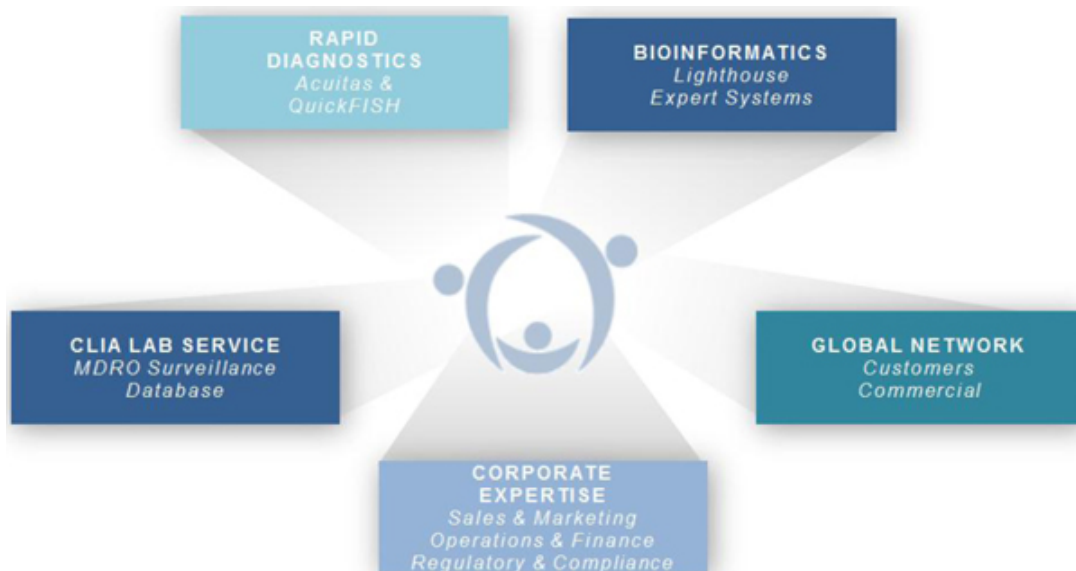 RAPID
DIAGNOSTICS
Acuitas &
QuickFISH
BIOINFORMATICS
Lighthouse
Expert Systems
CLIA LAB SERVICE
MDRO Surveillance
Database
GLOBAL NETWORK
Customers
Commercial
CORPORATE
EXPERTISE
Sales & Marketing
Operations & Finance
Regulatory & Compliance